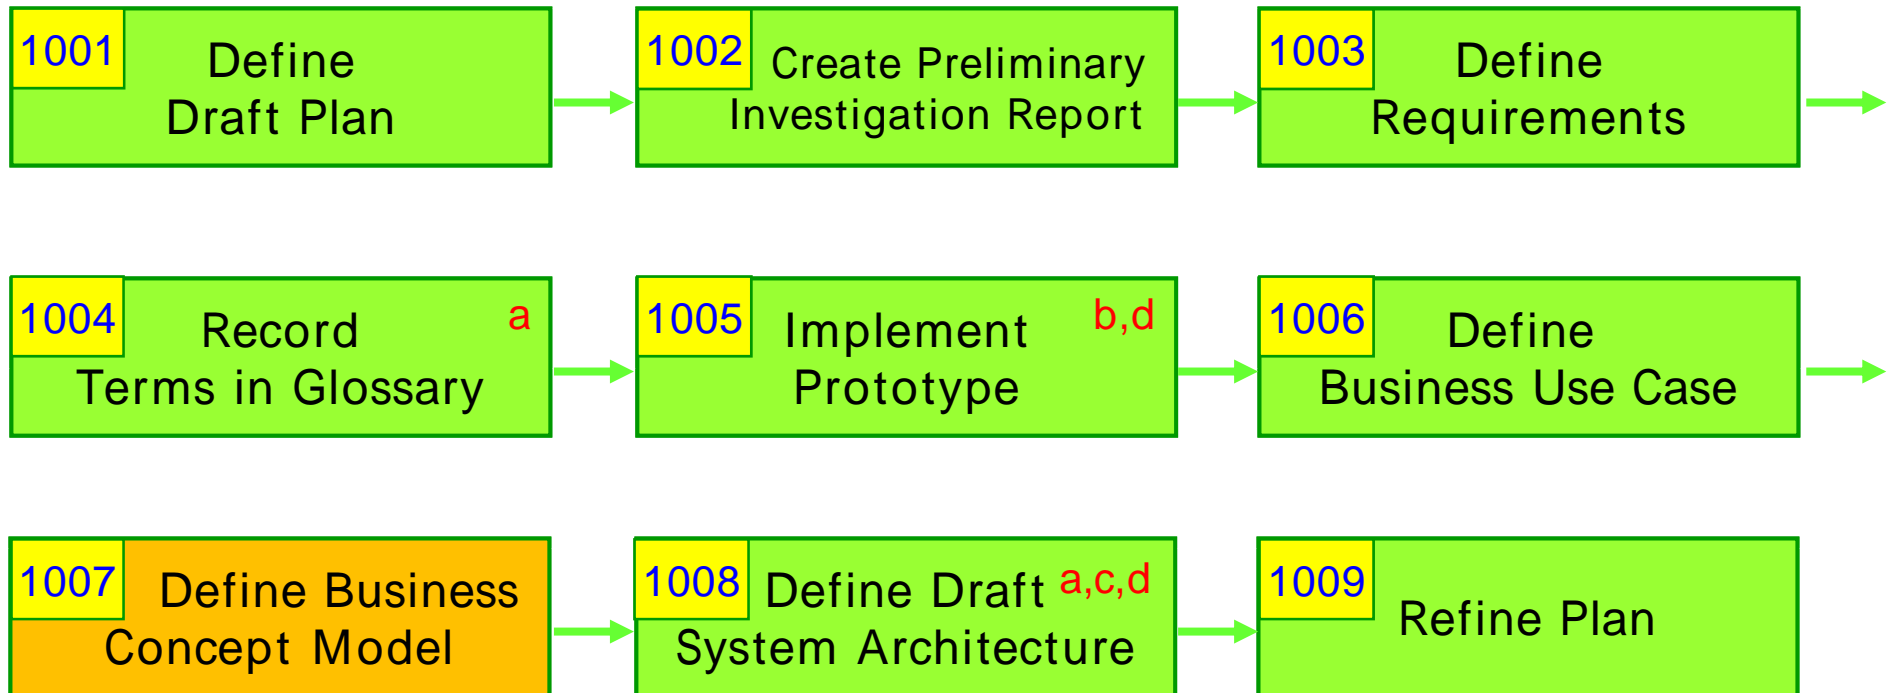 1001
Define
Draft Plan
1002
Create Preliminary
Investigation Report
1003
Define
Requirements
1004
Record
a
Terms in Glossary
1005
Implement
b,d
Prototype
1006
Define
Business Use Case
1007
Define Business
Concept Model
1008
Define Draft
a,c,d
System Architecture
1009
Refine Plan